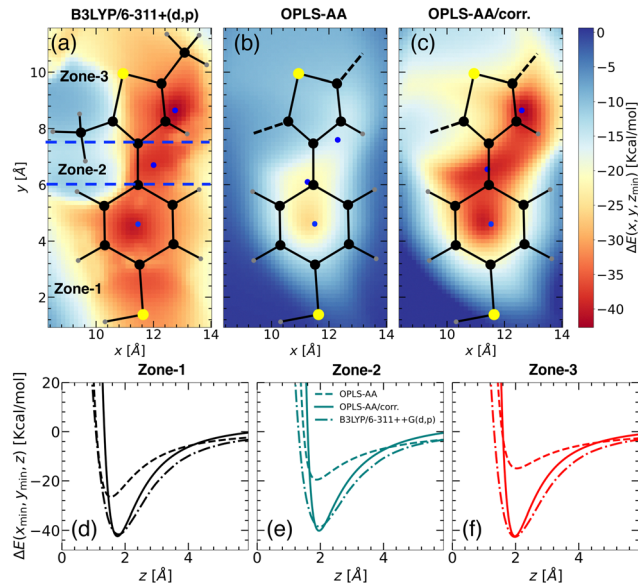 B3LYP/6-311+(d,p) OPLS-AA OPLS-AA/corr.
(a) (b) (c)
Zone-3
Zone-2
Zone-1
y [Å]
10
8
6
4
2
10 12 14
10 12 14
10 12 14
x [Å] x [Å] x [Å]
0
−5
−10
−15
−20
−25
−30
−35
−40
ΔE(x, y, z_min) [Kcal/mol]
Zone-1 Zone-2 Zone-3
ΔE(x_min, y_min, z) [Kcal/mol]
20
0
−20
−40
OPLS-AA
OPLS-AA/corr.
B3LYP/6-311++G(d,p)
(d) (e) (f)
0 2 4
0 2 4
0 2 4
z [Å] z [Å] z [Å]